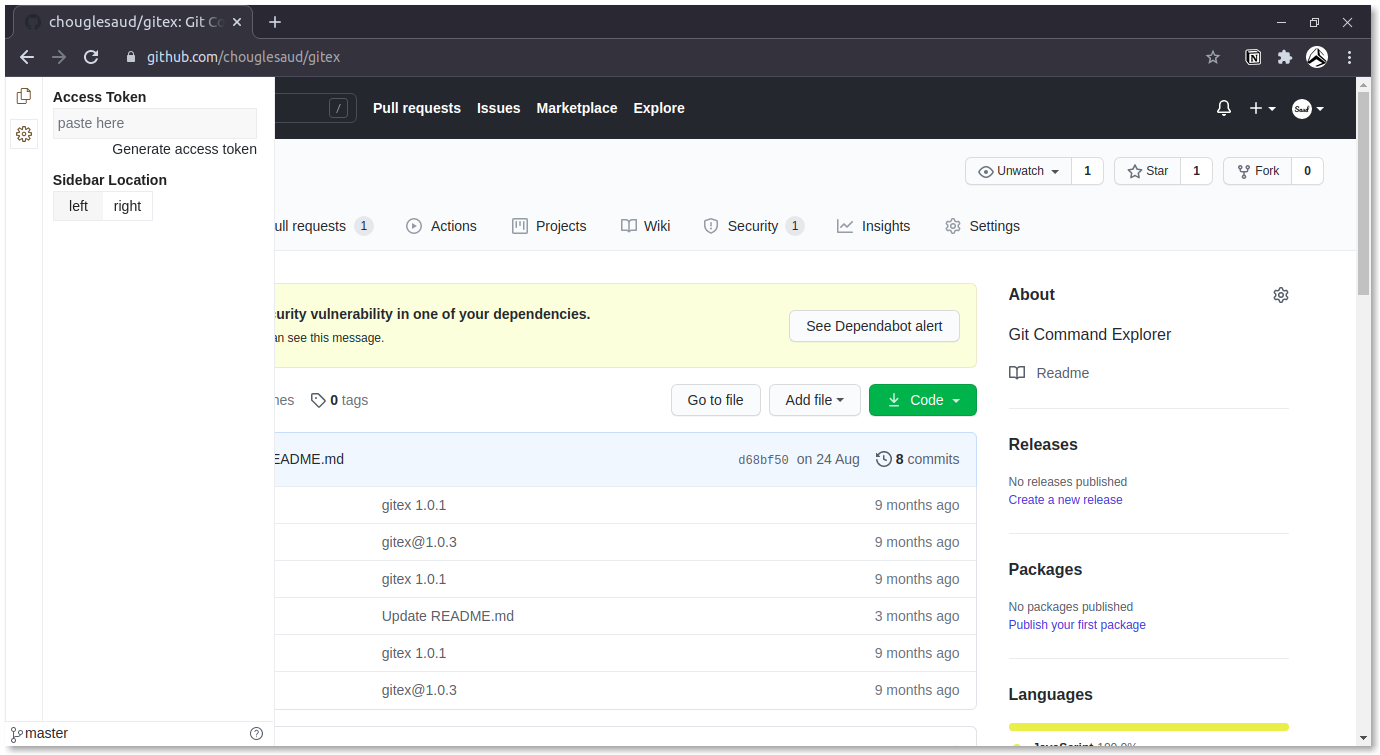 chouglesaud/gitex: Git Co
github.com/chouglesaud/gitex
Access Token
paste here
Generate access token
Sidebar Location
left right
master
/ Pull requests Issues Marketplace Explore
Saud
Unwatch 1 Star 1 Fork 0
ull requests 1 Actions Projects Wiki Security 1 Insights Settings
urity vulnerability in one of your dependencies.
an see this message.
See Dependabot alert
nes 0 tags Go to file Add file Code
EADME.md d68bf50 on 24 Aug 8 commits
gitex 1.0.1 9 months ago
gitex@1.0.3 9 months ago
gitex 1.0.1 9 months ago
Update README.md 3 months ago
gitex 1.0.1 9 months ago
gitex@1.0.3 9 months ago
About
Git Command Explorer
Readme
Releases
No releases published
Create a new release
Packages
No packages published
Publish your first package
Languages
JavaScript 100.0%